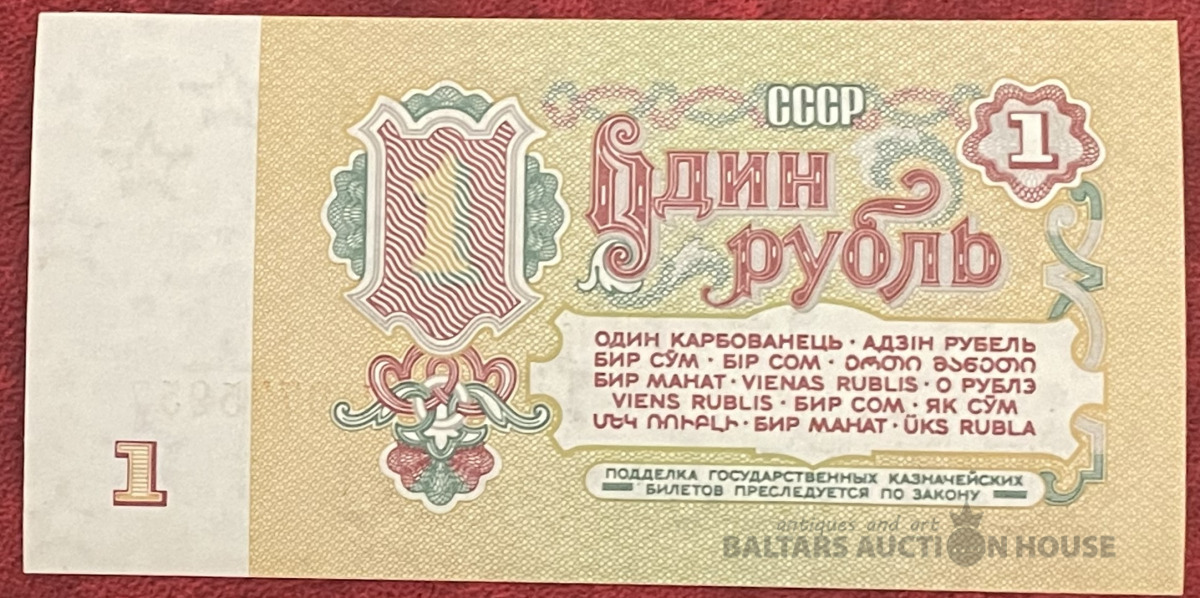 СССР
1
1
Один
рубль
ОДИН КАРБОВАНЕЦЬ · АДЗІН РУБЕЛЬ
БИР СЎМ · БІР СОМ · ᲔᲠᲗᲘ ᲛᲐᲜᲔᲗᲘ
БИР МАНАТ · VIENAS RUBLIS · О РУБЛЭ
VIENS RUBLIS · БИР СОМ · ЯК СӮМ
ՄԵԿ ՌՈՒԲԼԻ · БИР МАНАТ · ÜKS RUBLA
ПОДДЕЛКА ГОСУДАРСТВЕННЫХ КАЗНАЧЕЙСКИХ
БИЛЕТОВ ПРЕСЛЕДУЕТСЯ ПО ЗАКОНУ
1
antiques and art
BALTARS AUCTION HOUSE